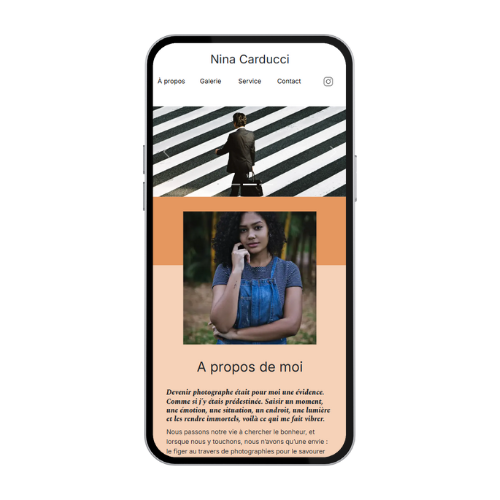 Nina Carducci
À propos Galerie Service Contact
A propos de moi
Devenir photographe était pour moi une évidence.
Comme si j'y étais prédestinée. Saisir un moment,
une émotion, une situation, un endroit, une lumière
et les rendre immortels, voilà ce qui me fait vibrer.
Nous passons notre vie à chercher le bonheur, et
lorsque nous y touchons, nous n'avons qu'une envie :
le figer au travers de photographies pour le savourer